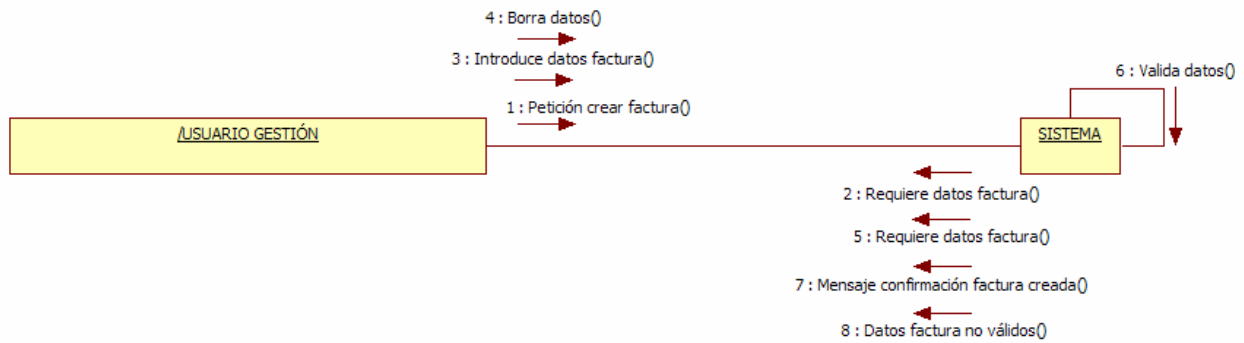 4 : Borra datos()
3 : Introduce datos factura()
6 : Valida datos()
1 : Petición crear factura()
/USUARIO GESTIÓN
SISTEMA
2 : Requiere datos factura()
5 : Requiere datos factura()
7 : Mensaje confirmación factura creada()
8 : Datos factura no válidos()